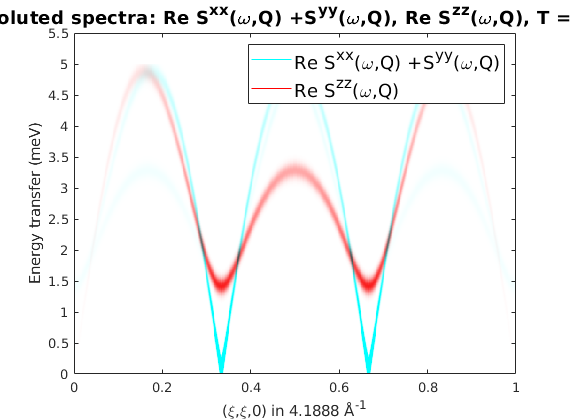 oluted spectra: Re S^xx(ω,Q) +S^yy(ω,Q), Re S^zz(ω,Q), T =
Re S^xx(ω,Q) +S^yy(ω,Q)
Re S^zz(ω,Q)
Energy transfer (meV)
5.5
5
4.5
4
3.5
3
2.5
2
1.5
1
0.5
0
0 0.2 0.4 0.6 0.8 1
(ξ,ξ,0) in 4.1888 Å^-1